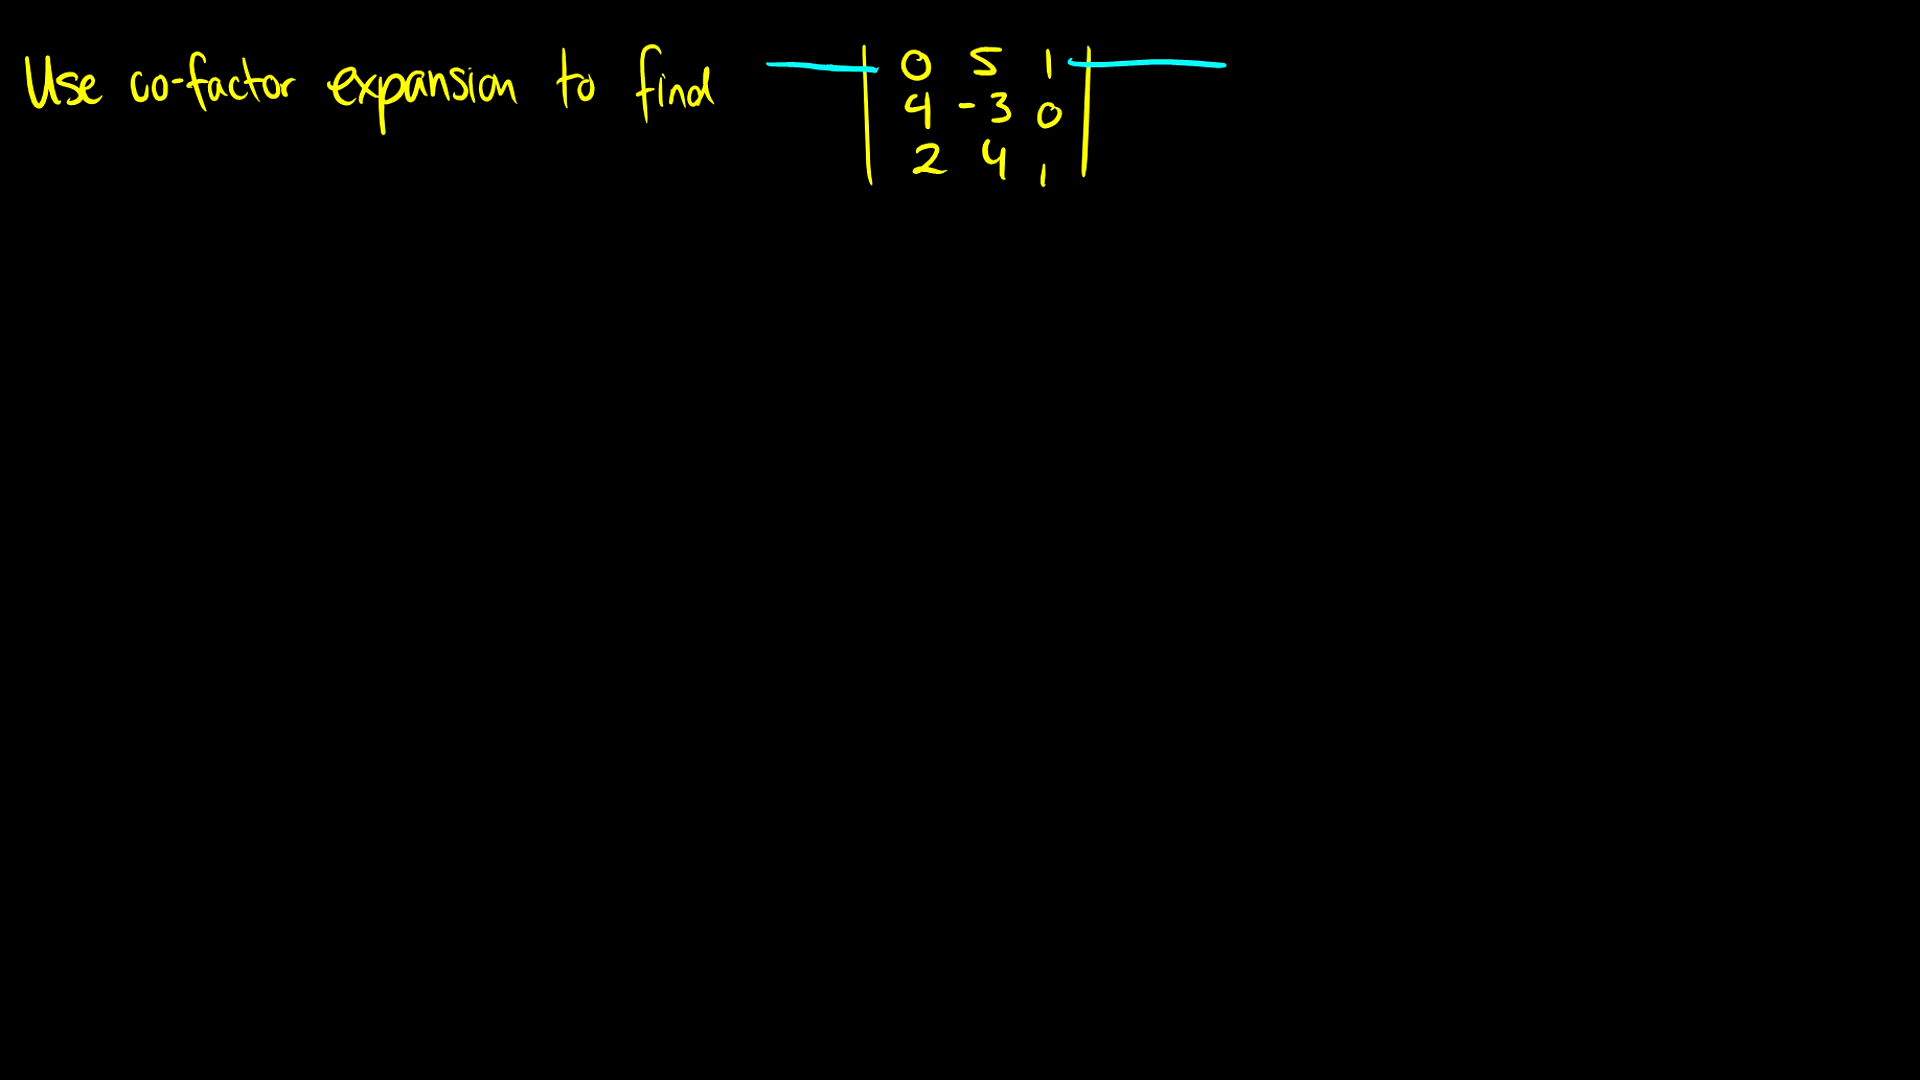 Use co-factor expansion to find | 0 5 1 |
| 4 -3 0 |
| 2 4 1 |